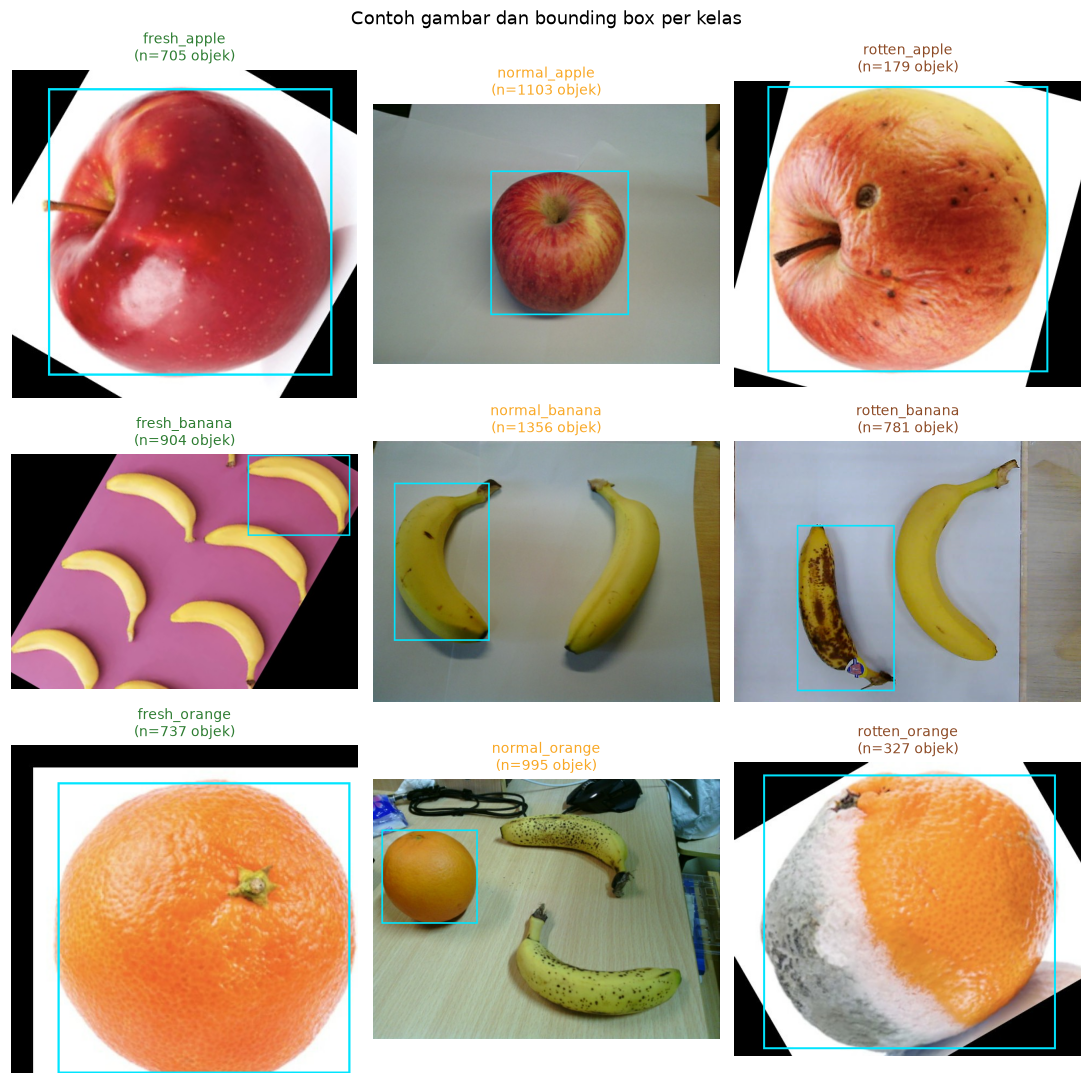 Contoh gambar dan bounding box per kelas
fresh_apple
(n=705 objek)
normal_apple
(n=1103 objek)
rotten_apple
(n=179 objek)
fresh_banana
(n=904 objek)
normal_banana
(n=1356 objek)
rotten_banana
(n=781 objek)
fresh_orange
(n=737 objek)
normal_orange
(n=995 objek)
rotten_orange
(n=327 objek)